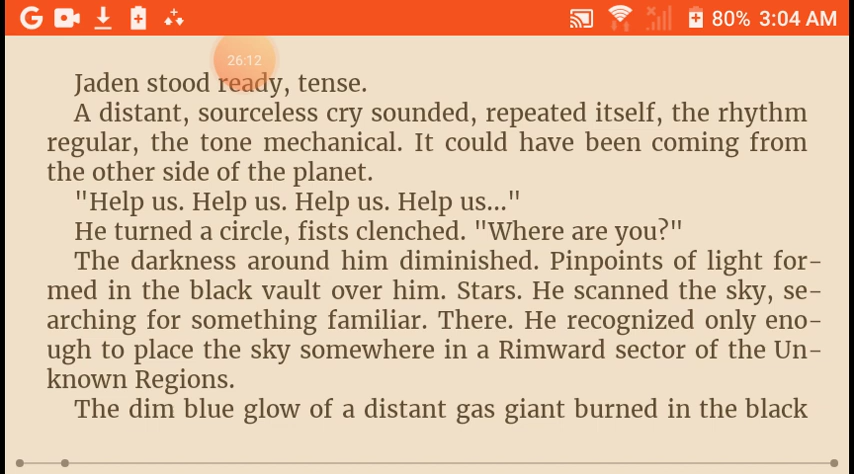 G 80% 3:04 AM
26:12
Jaden stood ready, tense.
A distant, sourceless cry sounded, repeated itself, the rhythm
regular, the tone mechanical. It could have been coming from
the other side of the planet.
"Help us. Help us. Help us. Help us..."
He turned a circle, fists clenched. "Where are you?"
The darkness around him diminished. Pinpoints of light for-
med in the black vault over him. Stars. He scanned the sky, se-
arching for something familiar. There. He recognized only eno-
ugh to place the sky somewhere in a Rimward sector of the Un-
known Regions.
The dim blue glow of a distant gas giant burned in the black